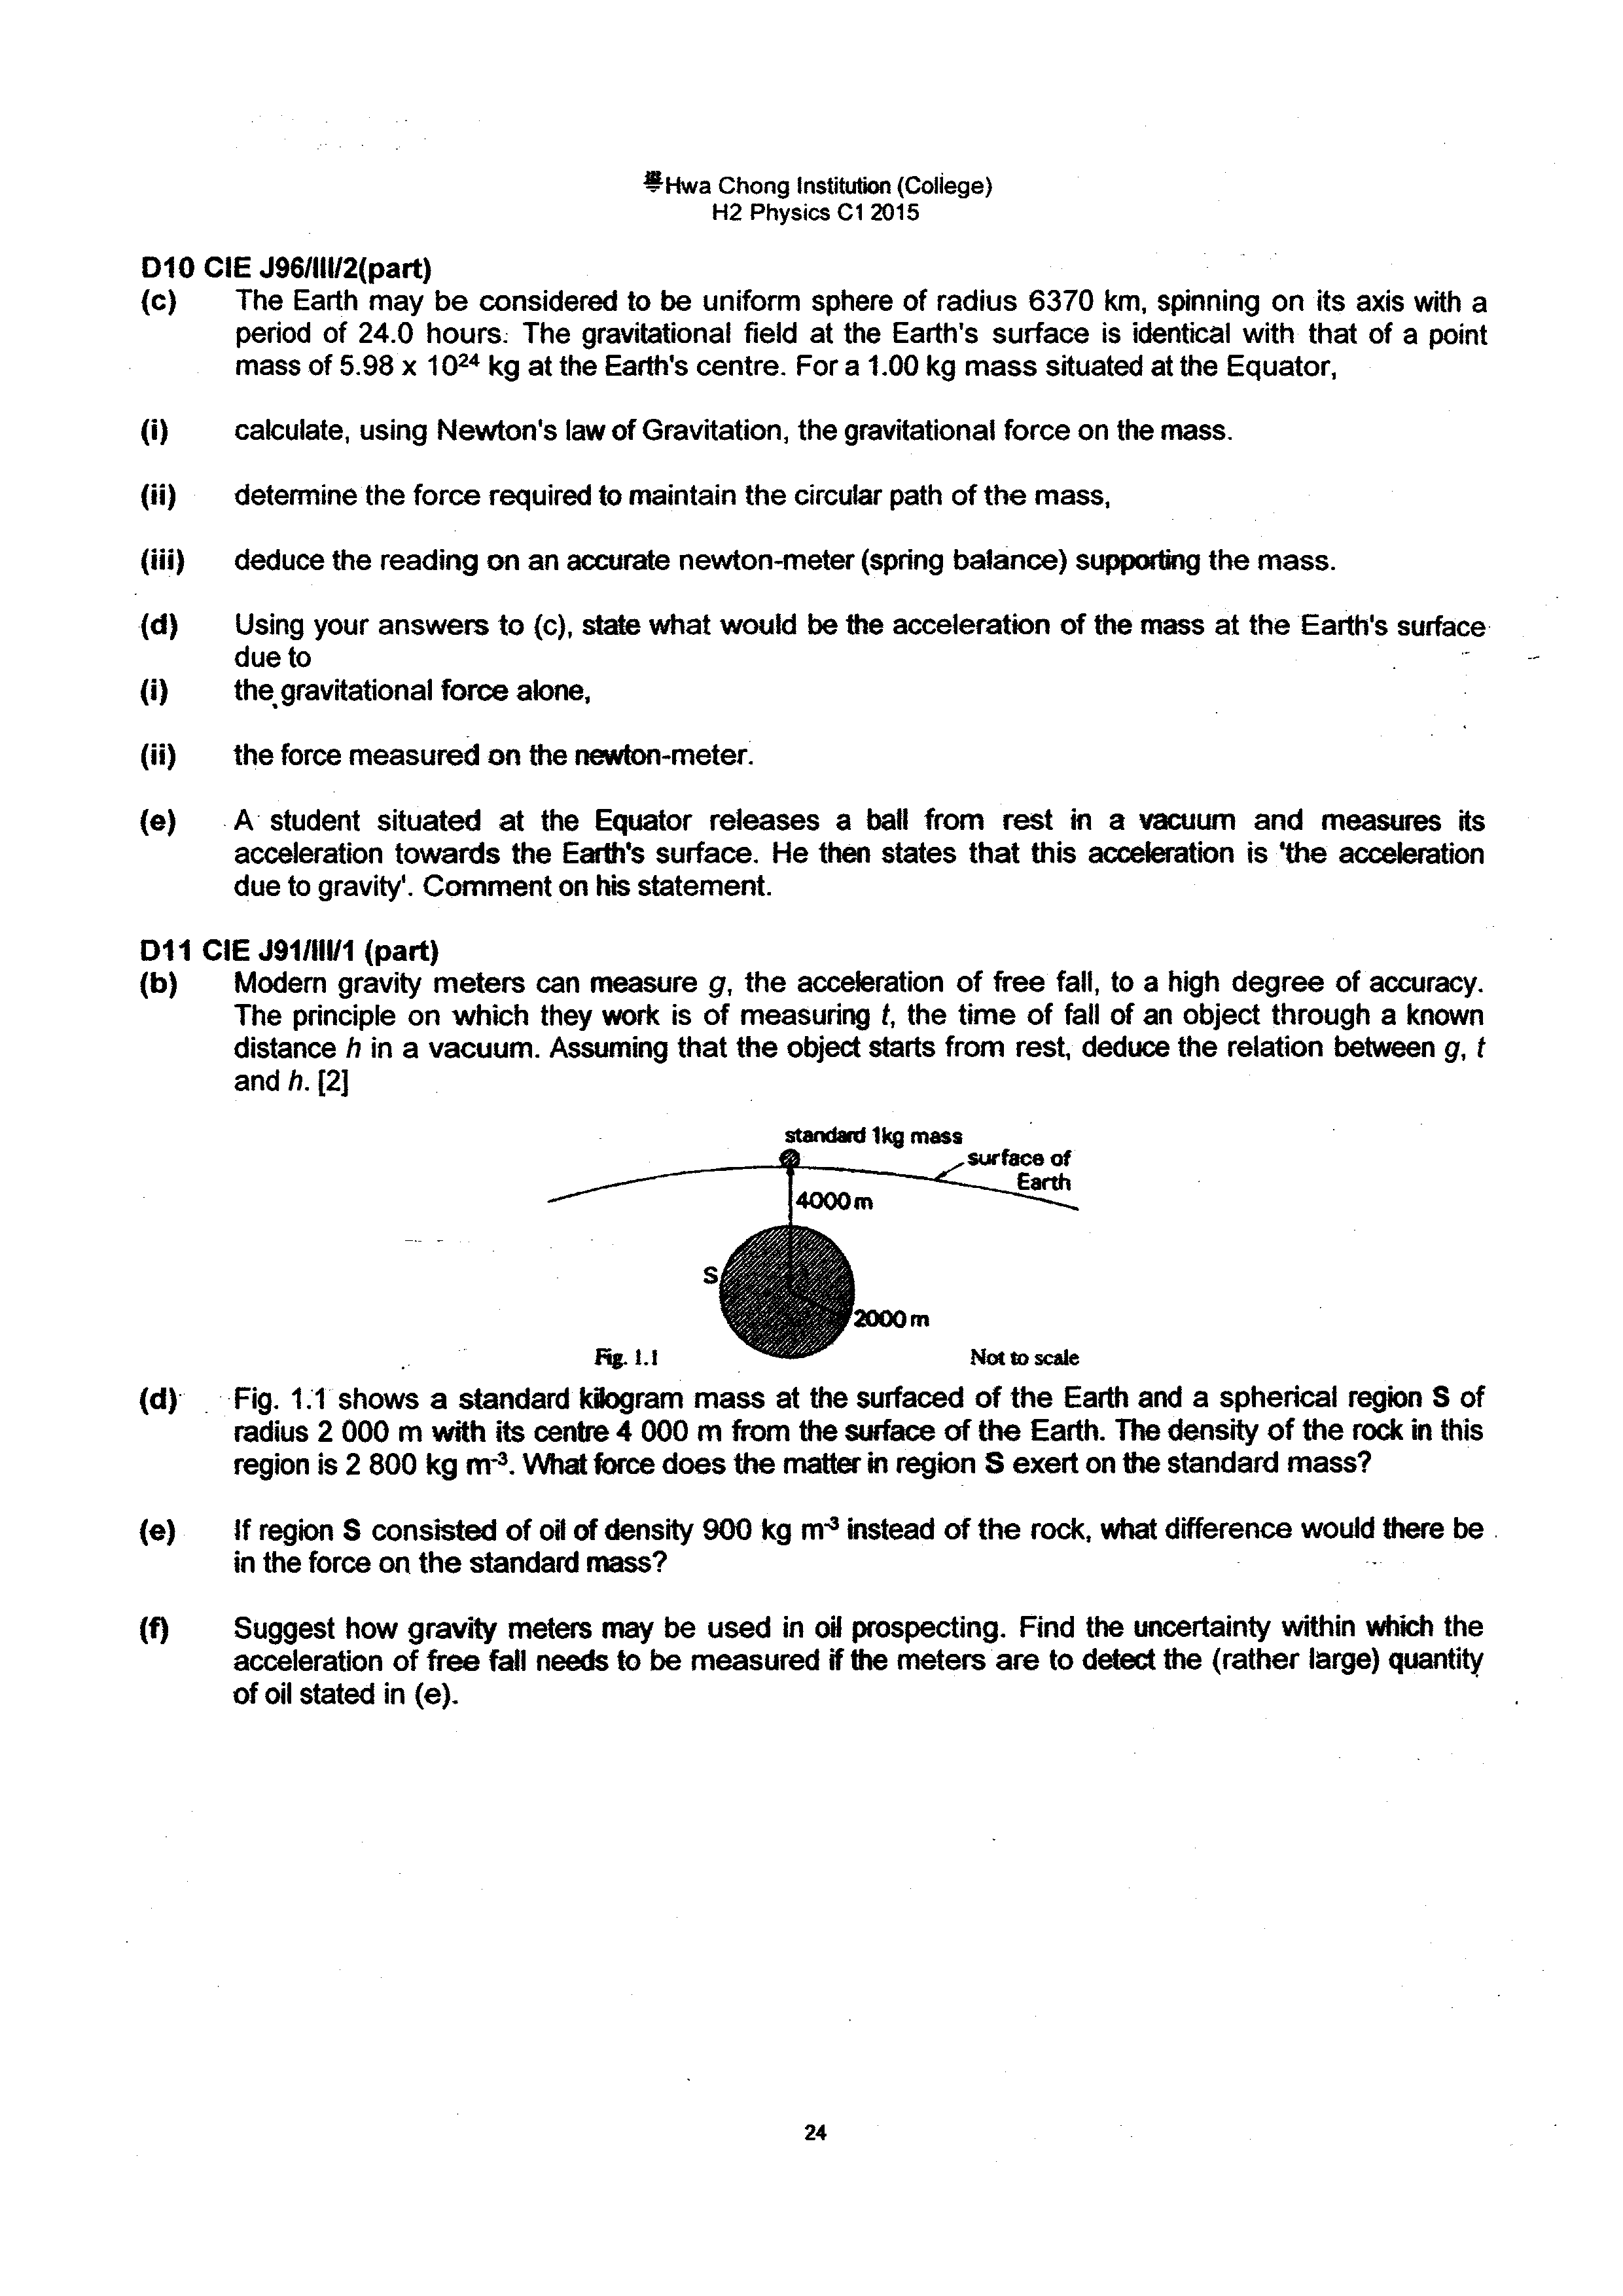 Hwa Chong Institution (College)
H2 Physics C1 2015
D10 CIE J96/III/2(part)
(c) The Earth may be considered to be uniform sphere of radius 6370 km, spinning on its axis with a
period of 24.0 hours. The gravitational field at the Earth's surface is identical with that of a point
mass of 5.98 x 10²⁴ kg at the Earth's centre. For a 1.00 kg mass situated at the Equator,
(i) calculate, using Newton's law of Gravitation, the gravitational force on the mass.
(ii) determine the force required to maintain the circular path of the mass,
(iii) deduce the reading on an accurate newton-meter (spring balance) supporting the mass.
(d) Using your answers to (c), state what would be the acceleration of the mass at the Earth's surface
due to
(i) the gravitational force alone,
(ii) the force measured on the newton-meter.
(e) A student situated at the Equator releases a ball from rest in a vacuum and measures its
acceleration towards the Earth's surface. He then states that this acceleration is 'the acceleration
due to gravity'. Comment on his statement.
D11 CIE J91/III/1 (part)
(b) Modern gravity meters can measure g, the acceleration of free fall, to a high degree of accuracy.
The principle on which they work is of measuring t, the time of fall of an object through a known
distance h in a vacuum. Assuming that the object starts from rest, deduce the relation between g, t
and h. [2]
standard 1kg mass
surface of
Earth
4000m
S
2000m
Fig. 1.1 Not to scale
(d) Fig. 1.1 shows a standard kilogram mass at the surfaced of the Earth and a spherical region S of
radius 2 000 m with its centre 4 000 m from the surface of the Earth. The density of the rock in this
region is 2 800 kg m⁻³. What force does the matter in region S exert on the standard mass?
(e) If region S consisted of oil of density 900 kg m⁻³ instead of the rock, what difference would there be
in the force on the standard mass?
(f) Suggest how gravity meters may be used in oil prospecting. Find the uncertainty within which the
acceleration of free fall needs to be measured if the meters are to detect the (rather large) quantity
of oil stated in (e).
24